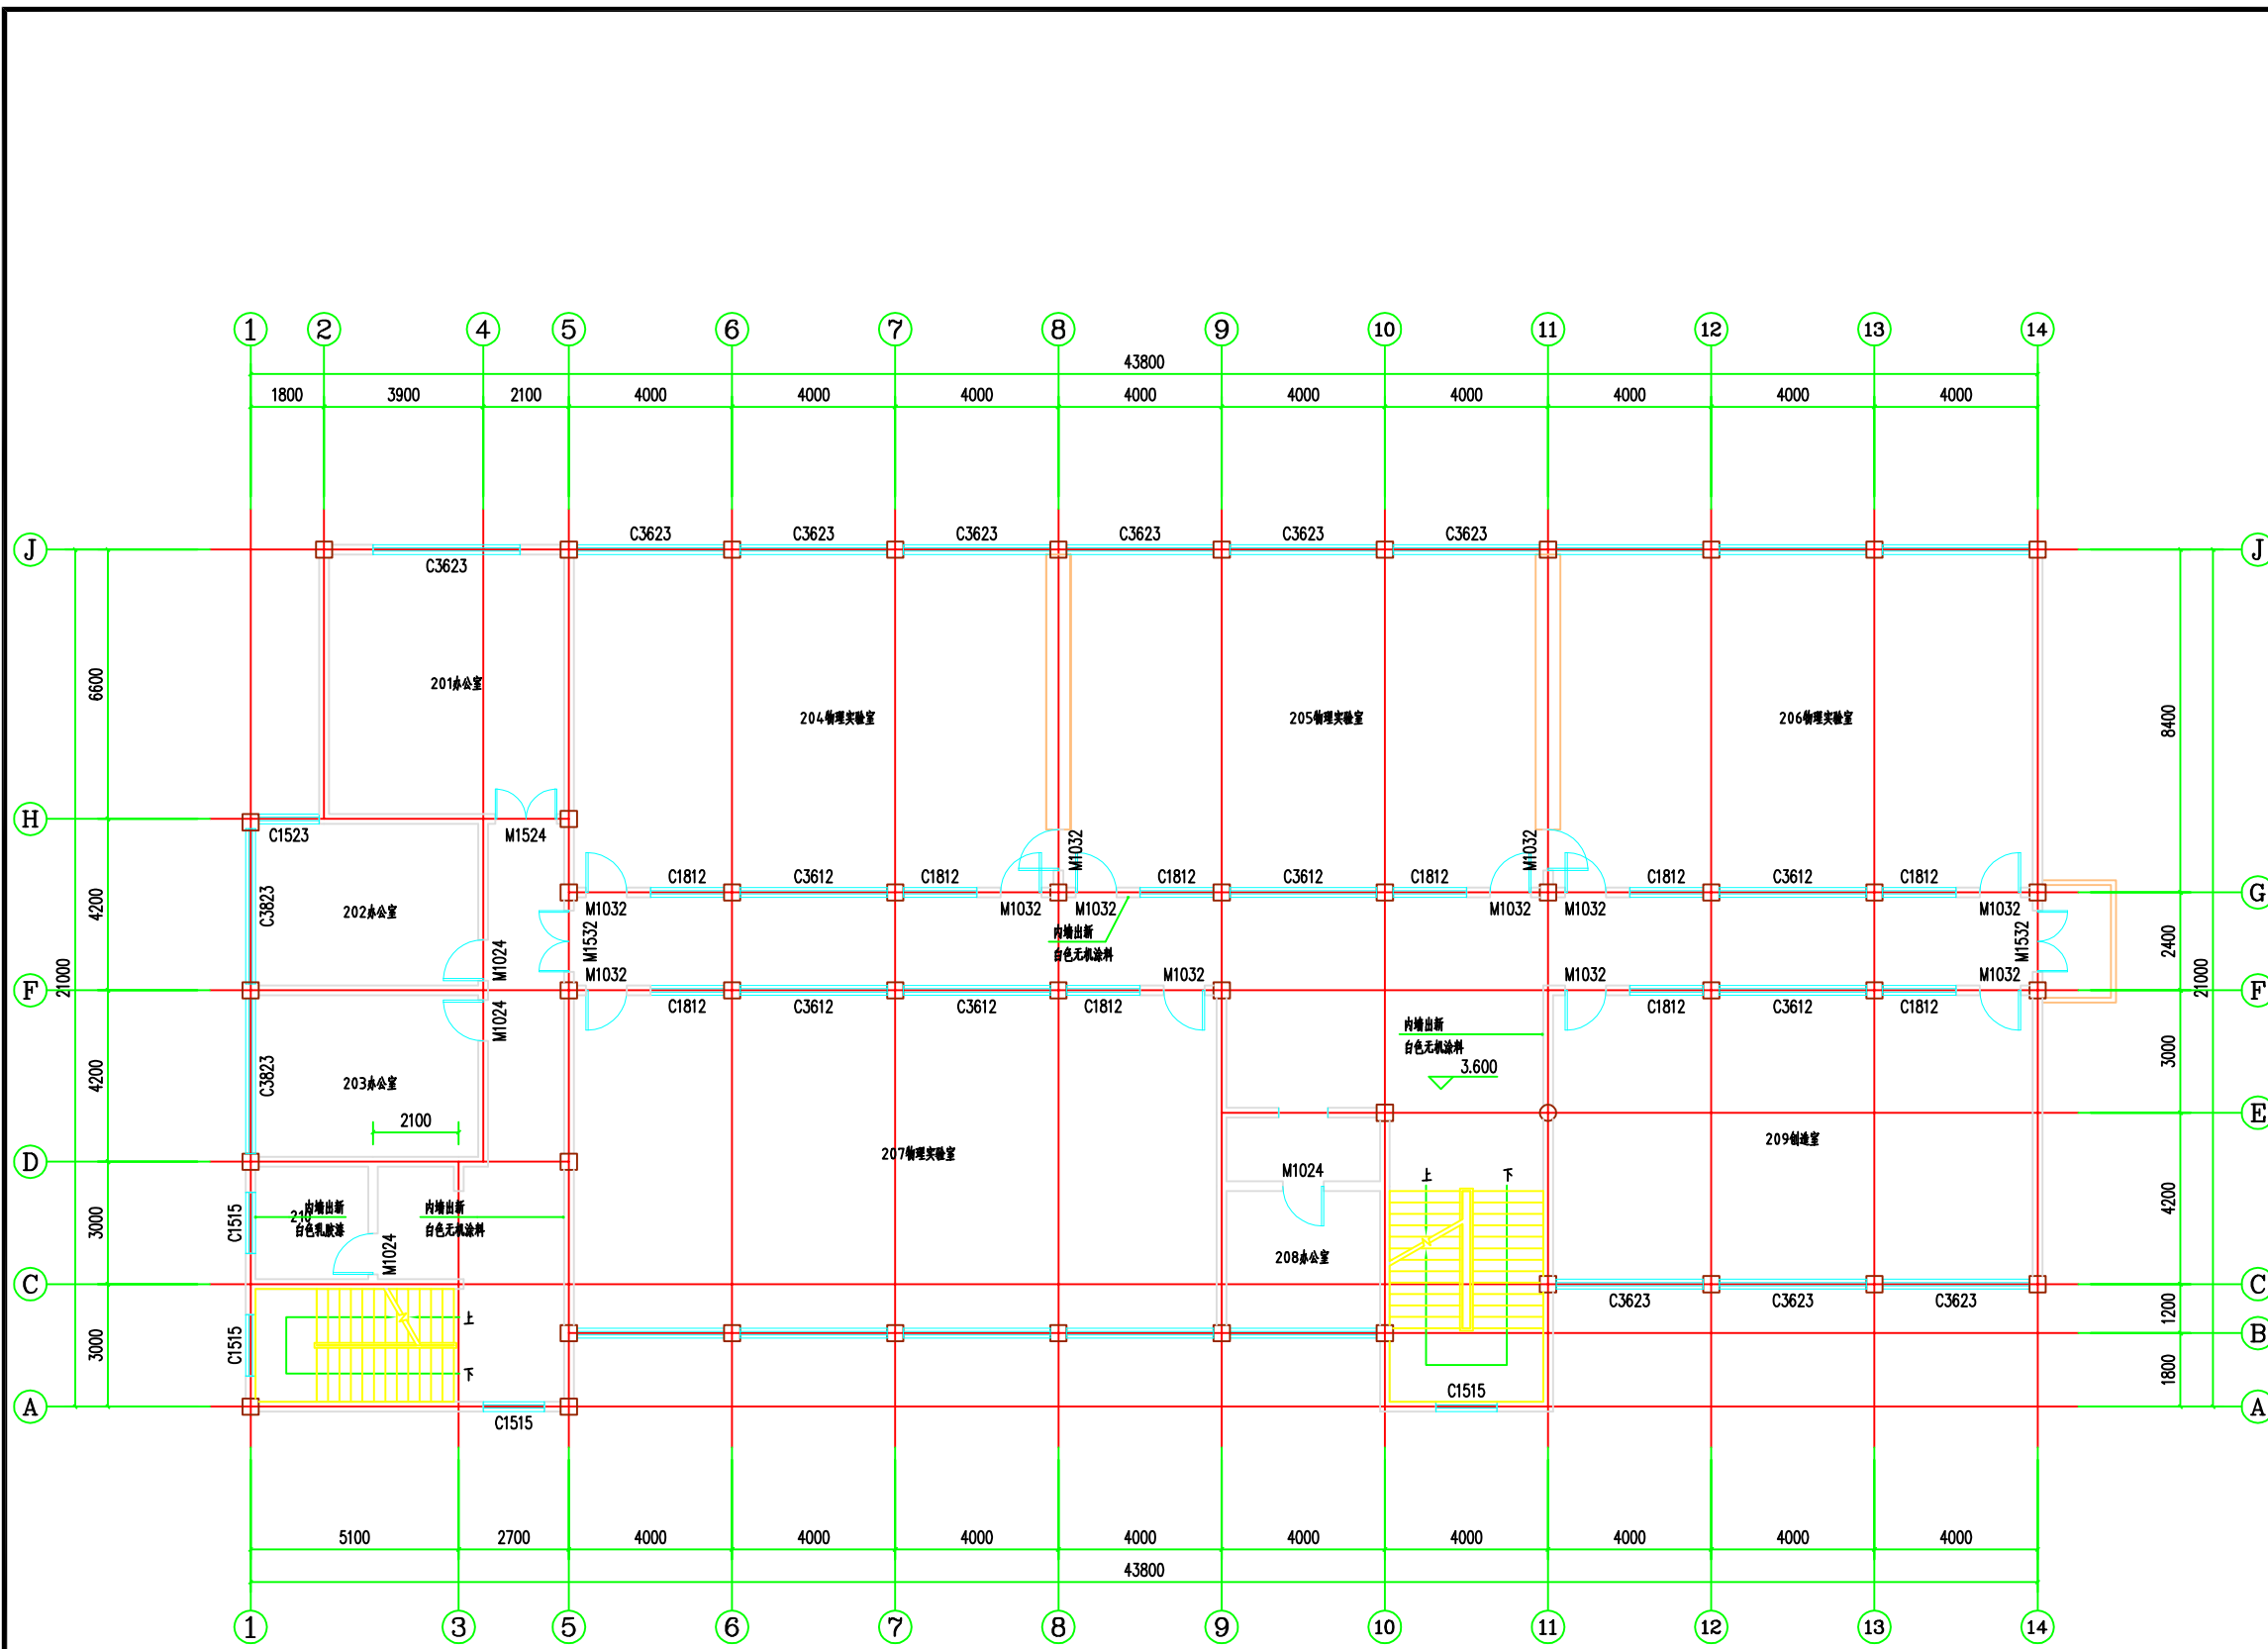 1 2 4 5 6 7 8 9 10 11 12 13 14
43800
1800 3900 2100 4000 4000 4000 4000 4000 4000 4000 4000 4000
C3623 C3623 C3623 C3623 C3623 C3623
J J
C3623
6600
8400
201办公室
204物理实验室 205物理实验室 206物理实验室
H
C1523 M1524
M1032 M1032
C1812 C3612 C1812 C1812 C3612 C1812 C1812 C3612 C1812
G
4200
C3823
202办公室
M1032 M1032 M1032 M1032 M1032 M1032
M1532
内墙出新
白色无机涂料
M1532
2400
M1024
21000
21000
F F
M1032 M1032 M1032 M1032
C1812 C3612 C3612 C1812 C1812 C3612 C1812
M1024
内墙出新
白色无机涂料
3.600
4200
C3823
203办公室
3000
2100
E
207物理实验室
209创造室
D
M1024
上 下
C1515
3000
210
内墙出新
白色乳胶漆
内墙出新
白色无机涂料
4200
M1024
208办公室
C C
C3623 C3623 C3623
上
1200
C1515
3000
B
下
1800
C1515
A A
C1515
5100 2700 4000 4000 4000 4000 4000 4000 4000 4000 4000
43800
1 3 5 6 7 8 9 10 11 12 13 14